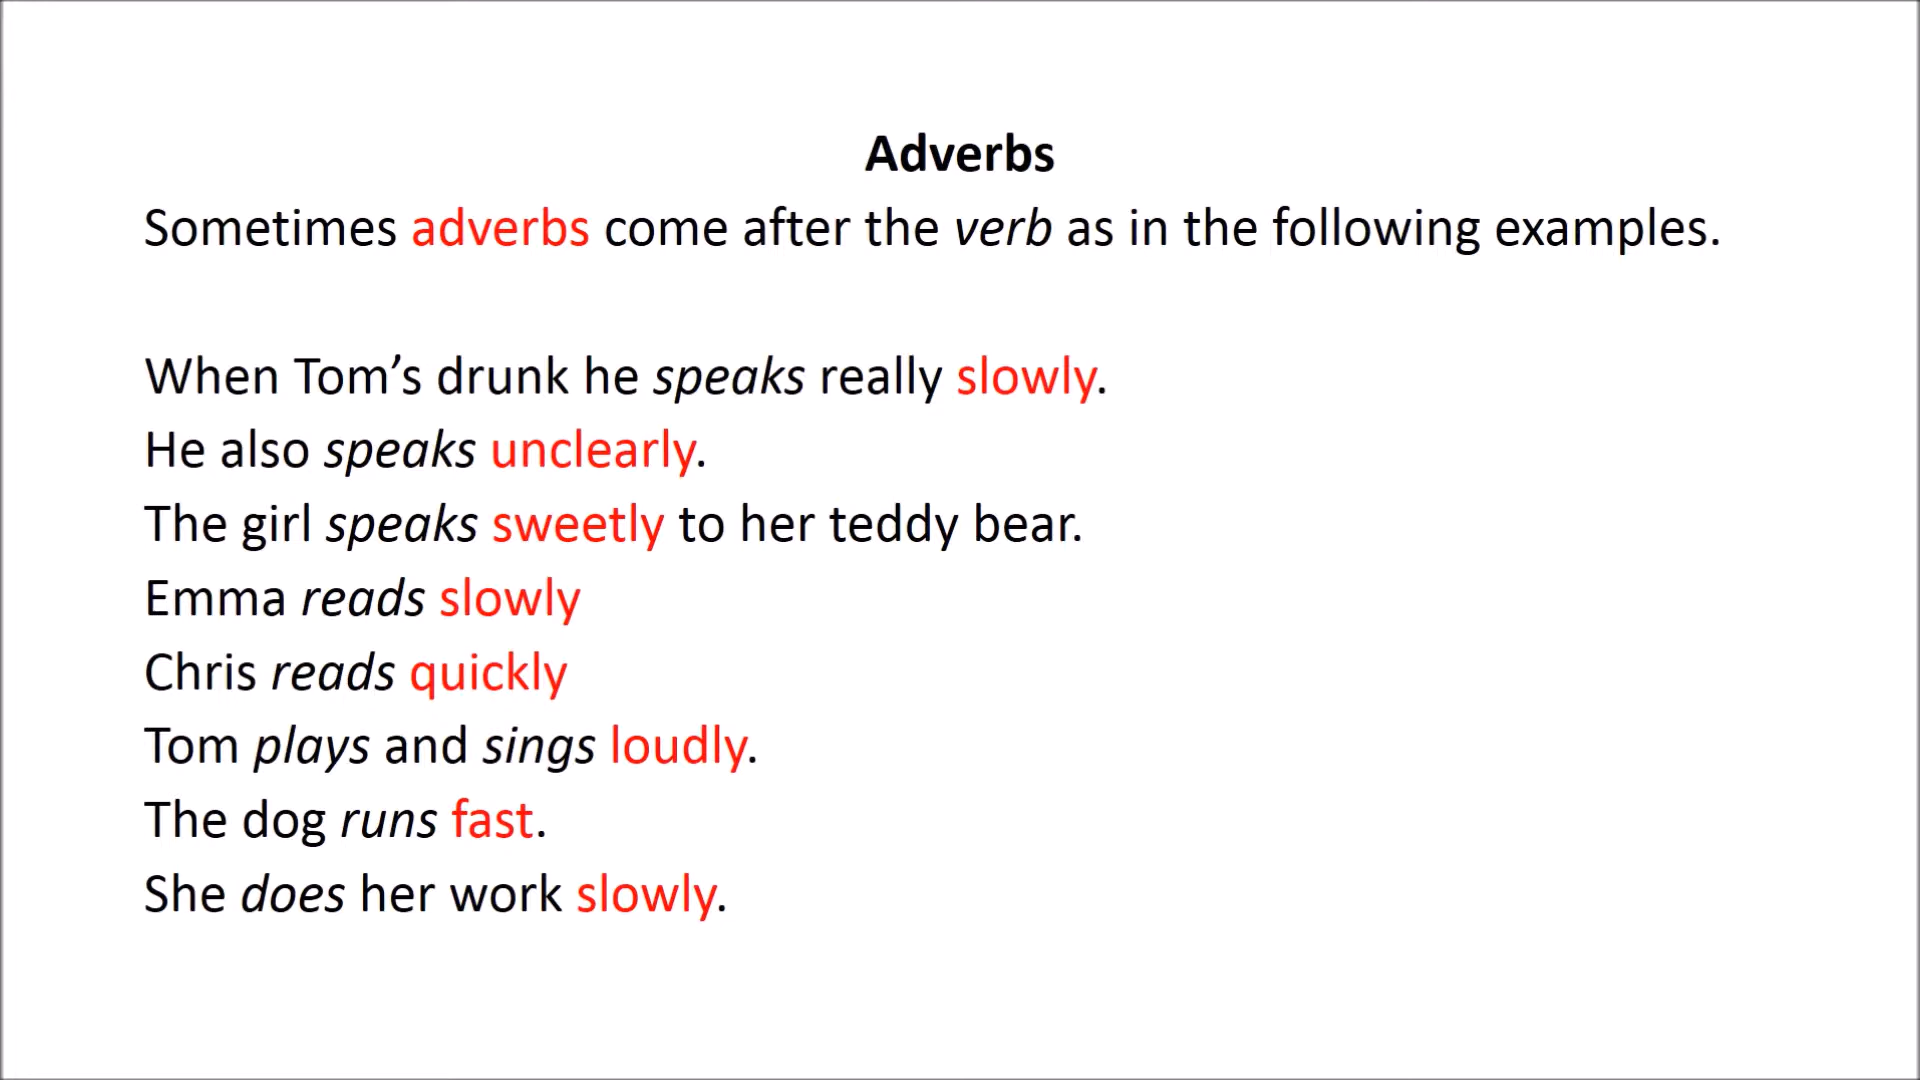 Adverbs
Sometimes adverbs come after the verb as in the following examples.
When Tom’s drunk he speaks really slowly.
He also speaks unclearly.
The girl speaks sweetly to her teddy bear.
Emma reads slowly
Chris reads quickly
Tom plays and sings loudly.
The dog runs fast.
She does her work slowly.